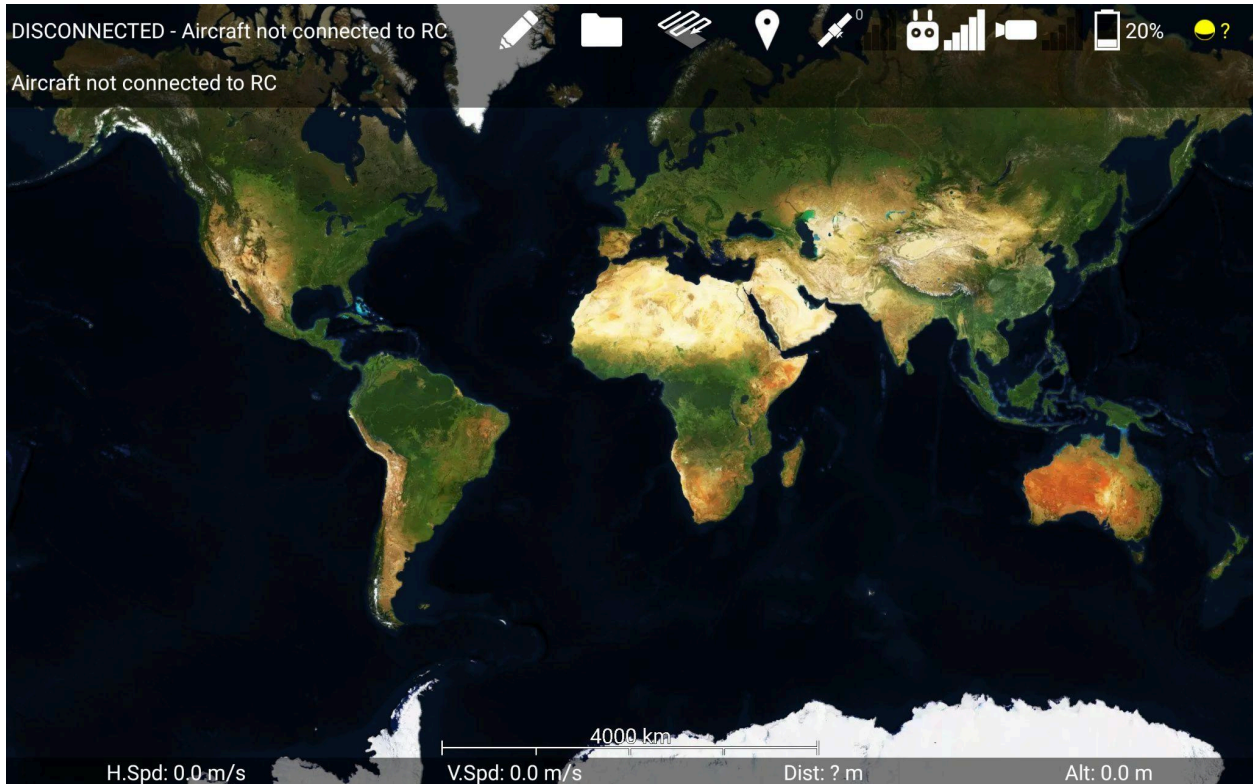 DISCONNECTED - Aircraft not connected to RC
0
20%
?
Aircraft not connected to RC
4000 km
H.Spd: 0.0 m/s
V.Spd: 0.0 m/s
Dist: ? m
Alt: 0.0 m